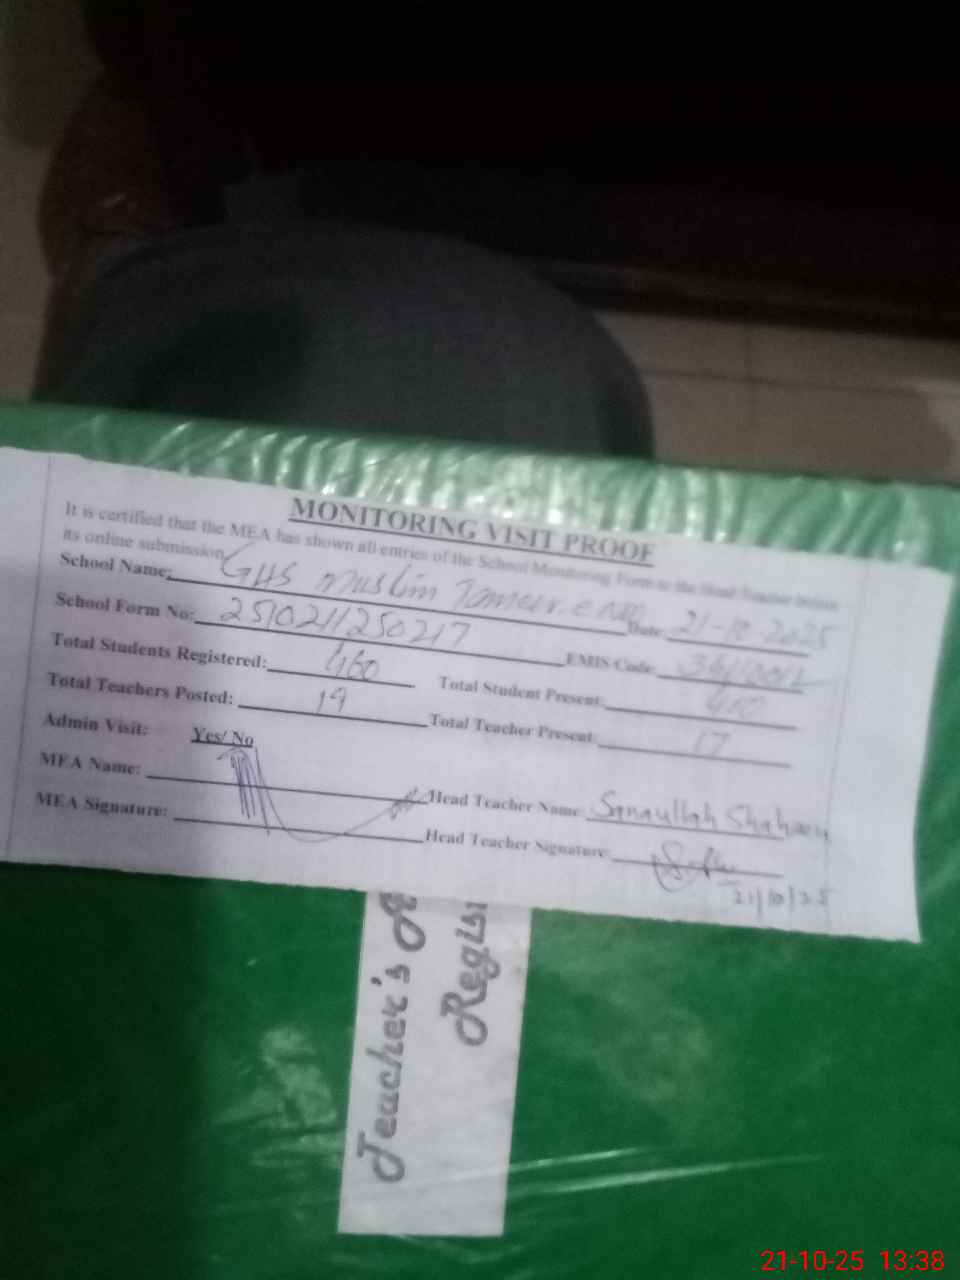 MONITORING VISIT PROOF
It is certified that the MEA has shown all entries of the School Monitoring Form to the Head Teacher before
its online submission
School Name: GHS Muslim Date: 21-10-2025
School Form No: 2510211250217 EMIS Code:
Total Students Registered: 460 Total Student Present: 400
Total Teachers Posted: 19 Total Teacher Present: 17
Admin Visit: Yes/ No
MEA Name: Head Teacher Name: Sanaullah
MEA Signature: Head Teacher Signature:
21/10/25
Teacher's
21-10-25 13:38